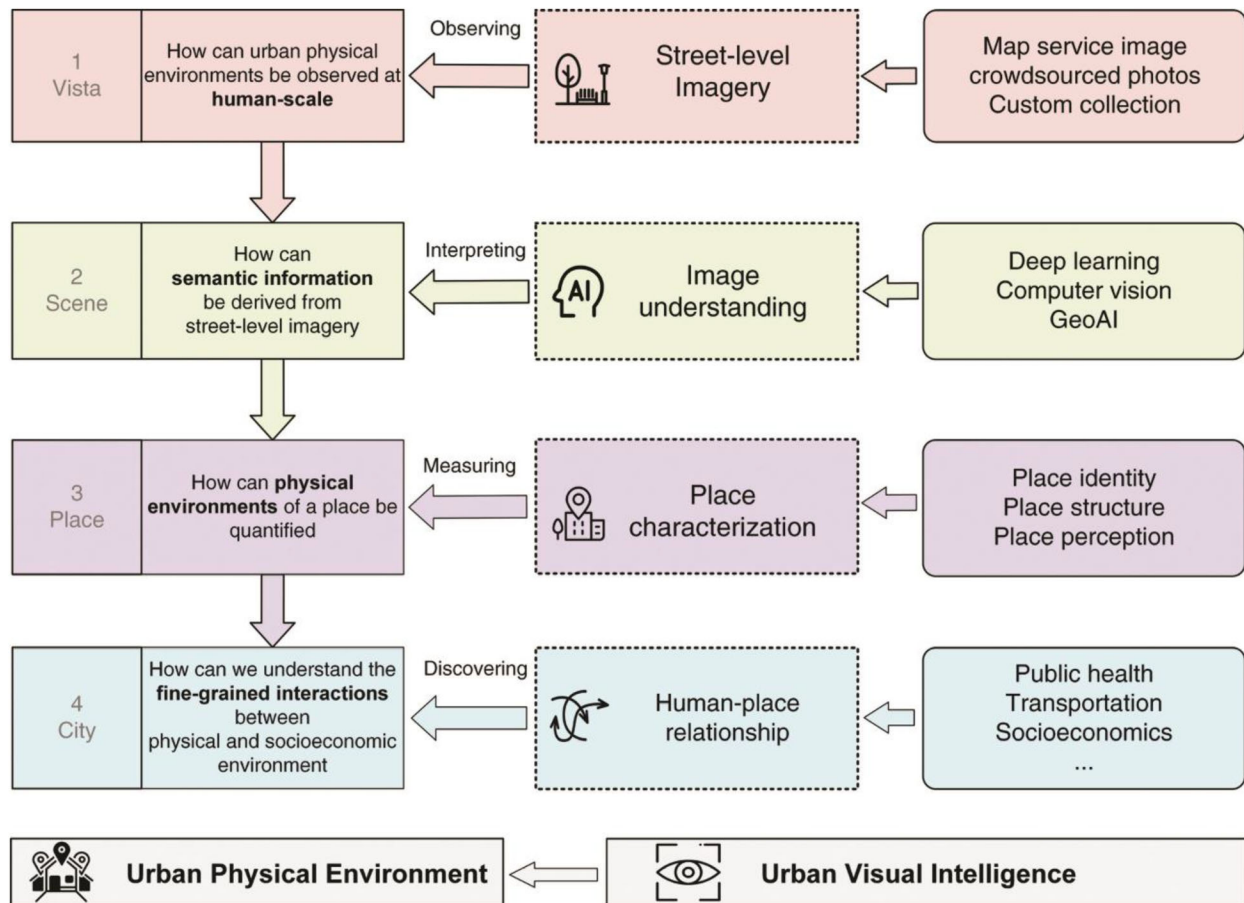 1
Vista
How can urban physical
environments be observed at
human-scale
Observing
Street-level
Imagery
Map service image
crowdsourced photos
Custom collection
2
Scene
How can
semantic information
be derived from
street-level imagery
Interpreting
AI
Image
understanding
Deep learning
Computer vision
GeoAI
3
Place
How can physical
environments of a place be
quantified
Measuring
Place
characterization
Place identity
Place structure
Place perception
4
City
How can we understand the
fine-grained interactions
between
physical and socioeconomic
environment
Discovering
Human-place
relationship
Public health
Transportation
Socioeconomics
...
Urban Physical Environment
Urban Visual Intelligence